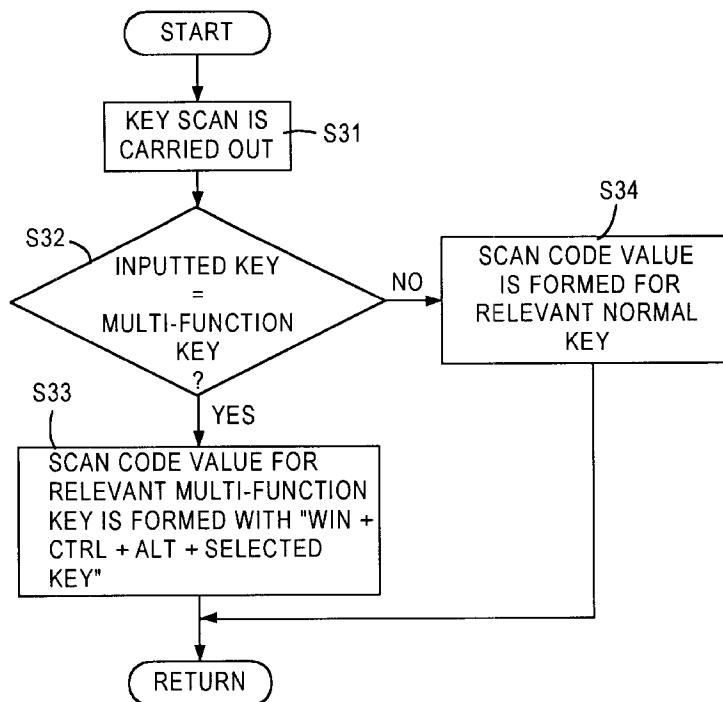 START
KEY SCAN IS
CARRIED OUT
S31
S32
INPUTTED KEY
=
MULTI-FUNCTION
KEY
?
NO
S34
SCAN CODE VALUE
IS FORMED FOR
RELEVANT NORMAL
KEY
YES
S33
SCAN CODE VALUE FOR
RELEVANT MULTI-FUNCTION
KEY IS FORMED WITH "WIN +
CTRL + ALT + SELECTED
KEY"
RETURN